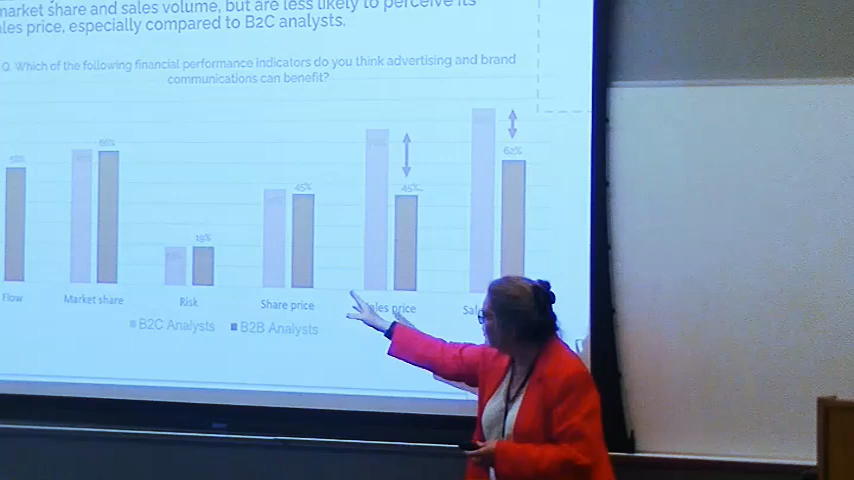 market share and sales volume, but are less likely to perceive its
sales price, especially compared to B2C analysts.
Q. Which of the following financial performance indicators do you think advertising and brand
communications can benefit?
66%
19%
45%
45%
62%
Flow
Market share
Risk
Share price
Sales price
B2C Analysts
B2B Analysts